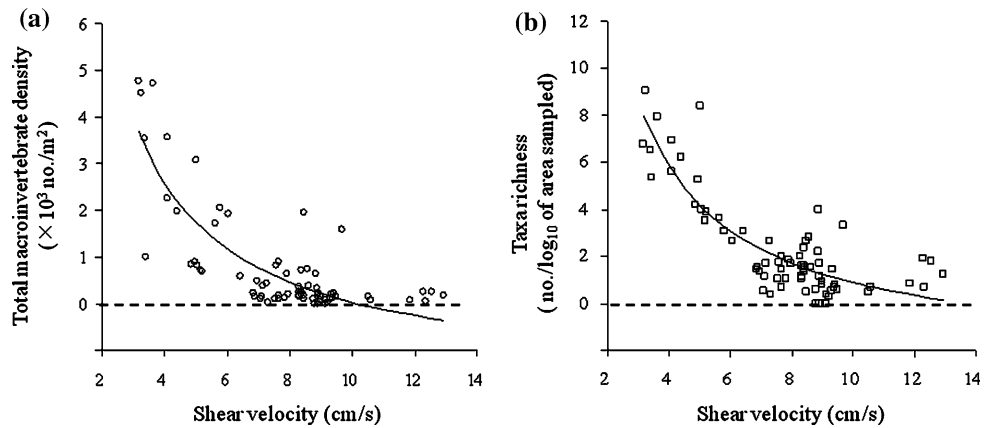 (a)
Total macroinvertebrate density
(×10³ no./m²)
6
5
4
3
2
1
0
2 4 6 8 10 12 14
Shear velocity (cm/s)
(b)
Taxa richness
(no./log₁₀ of area sampled)
12
10
8
6
4
2
0
2 4 6 8 10 12 14
Shear velocity (cm/s)